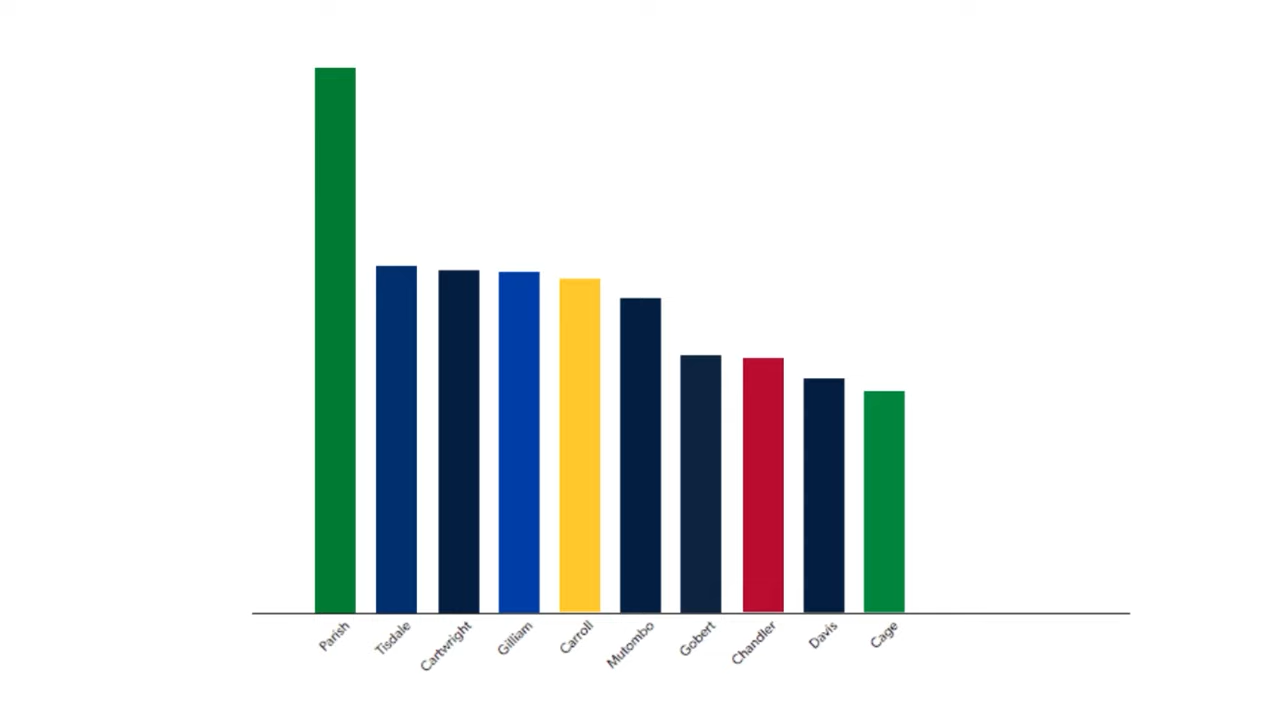 Parish
Tisdale
Cartwright
Gilliam
Carroll
Mutombo
Gobert
Chandler
Davis
Cage